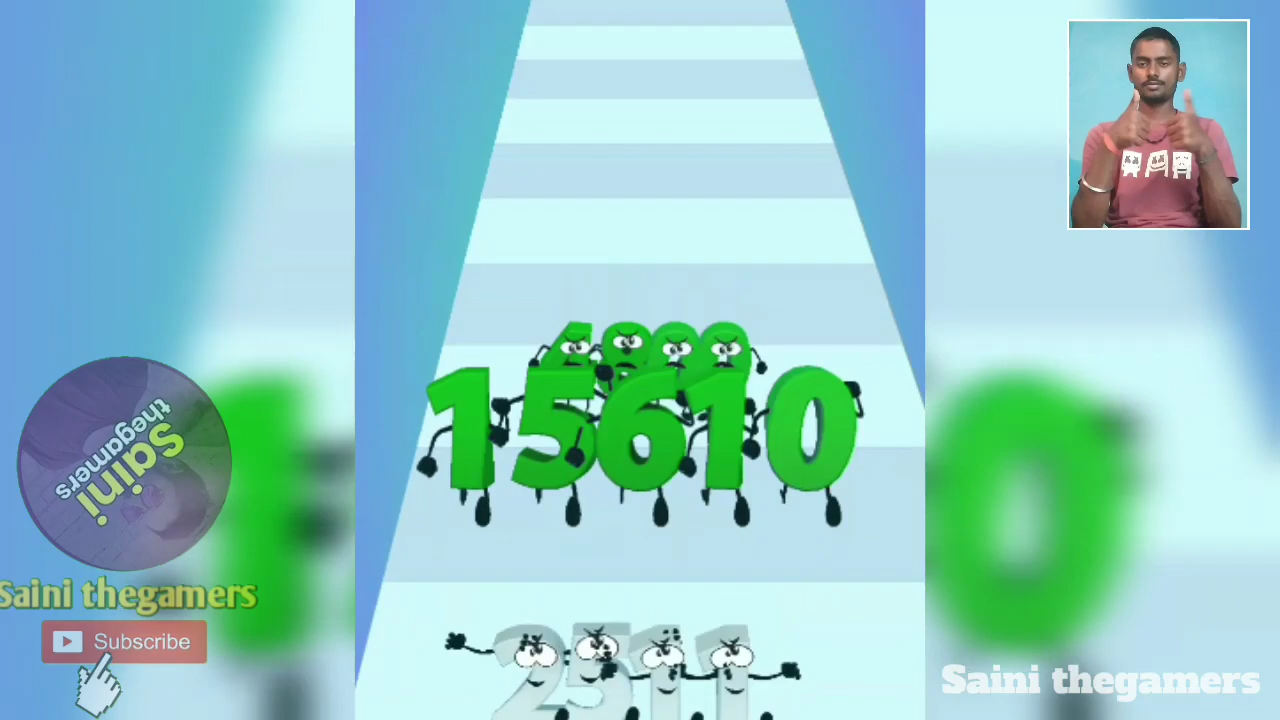 15610
2511
Saini
thegamers
Saini thegamers
Subscribe
Saini thegamers